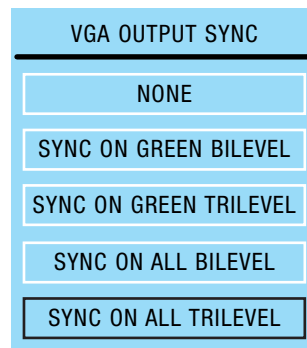 VGA OUTPUT SYNC
NONE
SYNC ON GREEN BILEVEL
SYNC ON GREEN TRILEVEL
SYNC ON ALL BILEVEL
SYNC ON ALL TRILEVEL